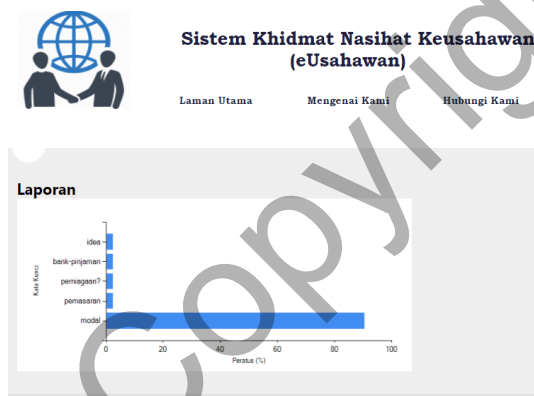 Sistem Khidmat Nasihat Keusahawan
(eUsahawan)
Laman Utama Mengenai Kami Hubungi Kami
Laporan
idea
bank-pinjaman
perniagaan?
pemasaran
modal
Kata Kunci
0 20 40 60 80 100
Peratus (%)
Copyrig